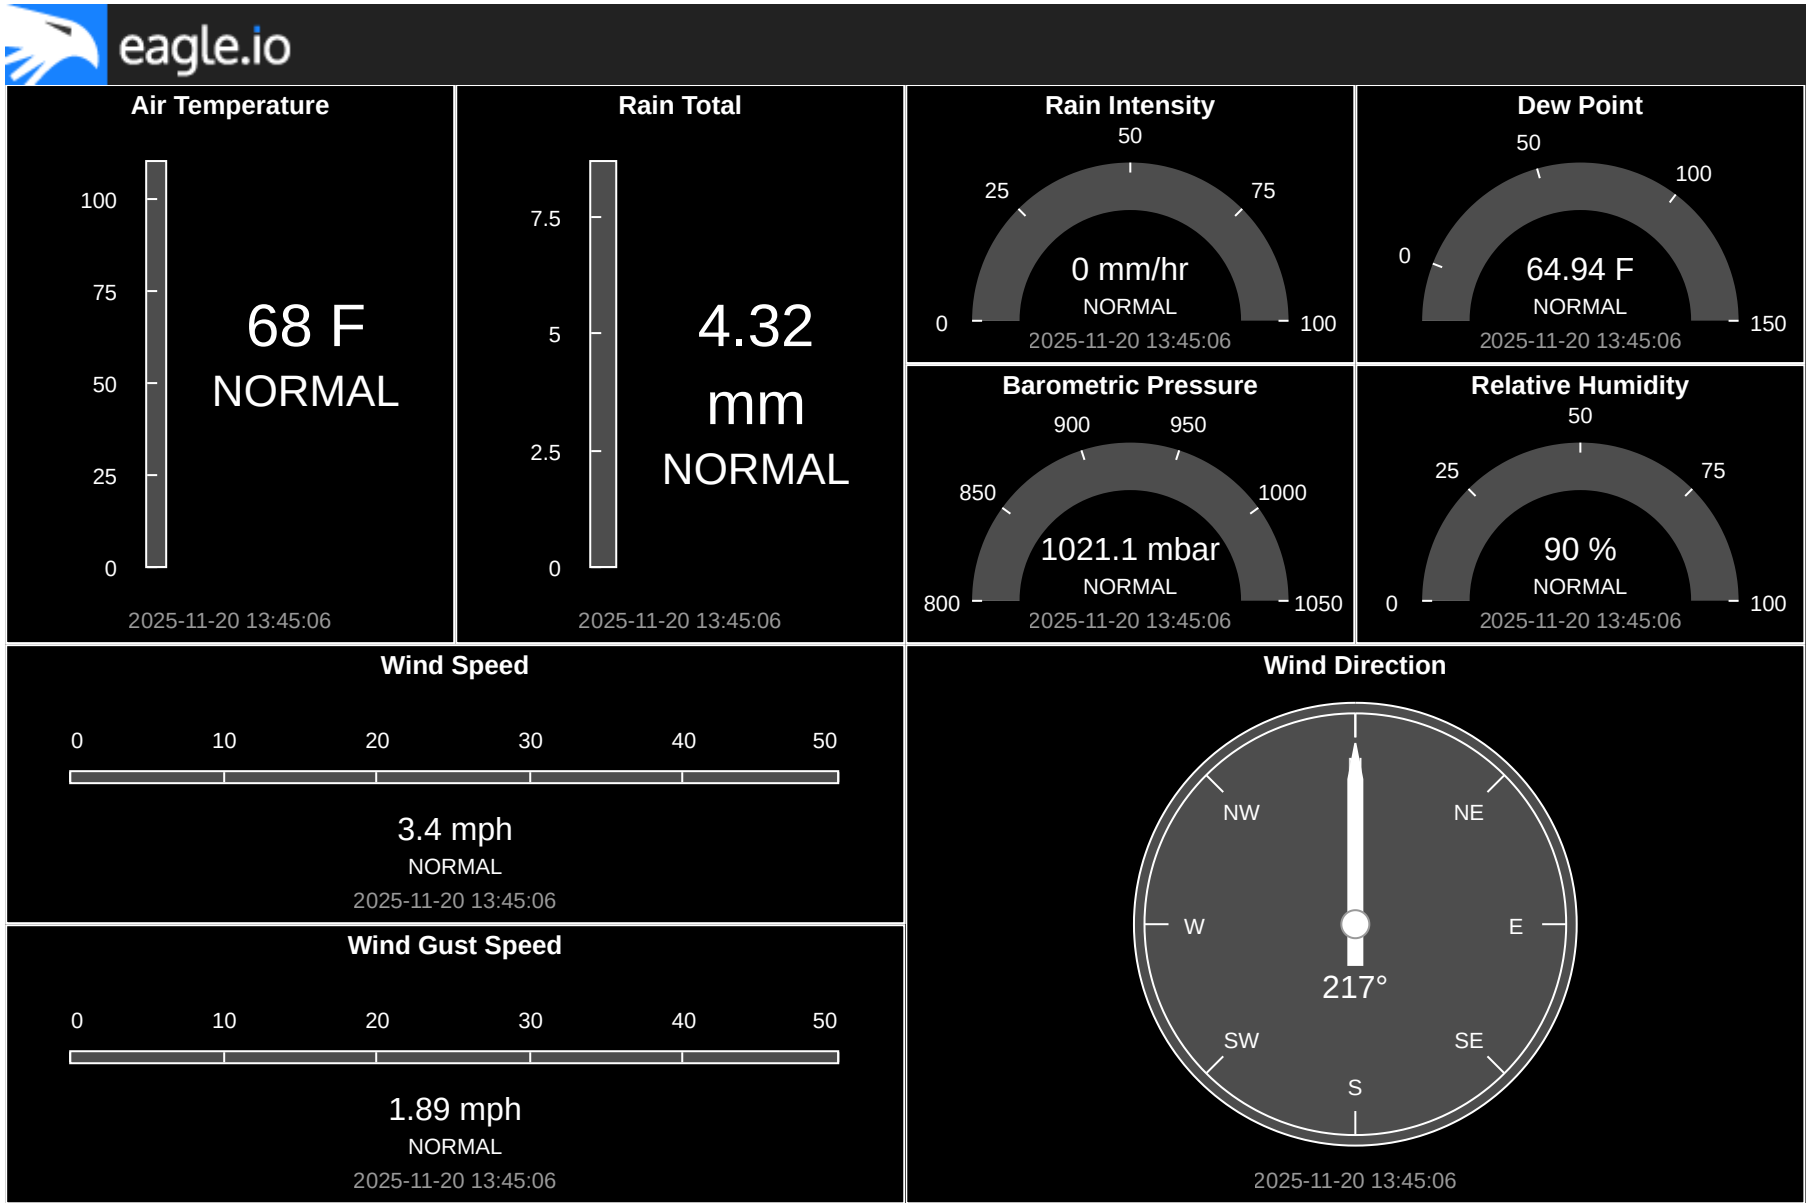 eagle.io
Air Temperature
100
75
50
25
0
68 F
NORMAL
2025-11-20 13:45:06
Rain Total
7.5
5
2.5
0
4.32
mm
NORMAL
2025-11-20 13:45:06
Rain Intensity
50
25
75
0
100
0 mm/hr
NORMAL
2025-11-20 13:45:06
Dew Point
50
100
0
150
64.94 F
NORMAL
2025-11-20 13:45:06
Barometric Pressure
900
950
850
1000
800
1050
1021.1 mbar
NORMAL
2025-11-20 13:45:06
Relative Humidity
50
25
75
0
100
90 %
NORMAL
2025-11-20 13:45:06
Wind Speed
0 10 20 30 40 50
3.4 mph
NORMAL
2025-11-20 13:45:06
Wind Gust Speed
0 10 20 30 40 50
1.89 mph
NORMAL
2025-11-20 13:45:06
Wind Direction
NW NE
W E
217°
SW SE
S
2025-11-20 13:45:06